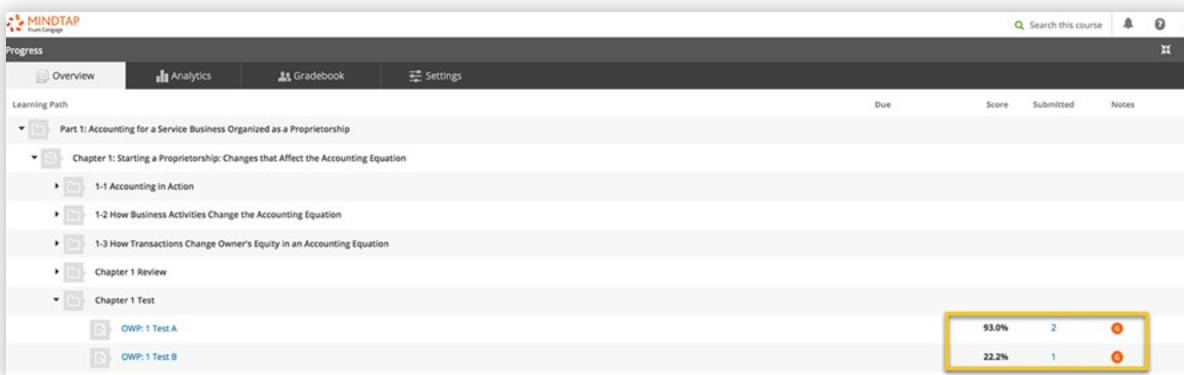 MINDTAP
From Cengage
Search this course
Progress
Overview Analytics Gradebook Settings
Learning Path Due Score Submitted Notes
Part 1: Accounting for a Service Business Organized as a Proprietorship
Chapter 1: Starting a Proprietorship: Changes that Affect the Accounting Equation
1-1 Accounting in Action
1-2 How Business Activities Change the Accounting Equation
1-3 How Transactions Change Owner's Equity in an Accounting Equation
Chapter 1 Review
Chapter 1 Test
OWP: 1 Test A 93.0% 2 G
OWP: 1 Test B 22.2% 1 G